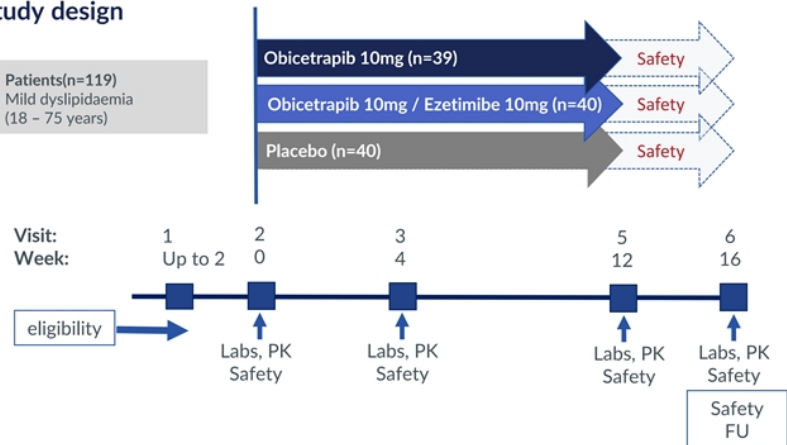 tudy design
Patients(n=119)
Mild dyslipidaemia
(18 – 75 years)
Obicetrapib 10mg (n=39)
Safety
Obicetrapib 10mg / Ezetimibe 10mg (n=40)
Safety
Placebo (n=40)
Safety
Visit: 1 2 3 5 6
Week: Up to 2 0 4 12 16
eligibility
Labs, PK
Safety
Labs, PK
Safety
Labs, PK
Safety
Labs, PK
Safety
Safety
FU